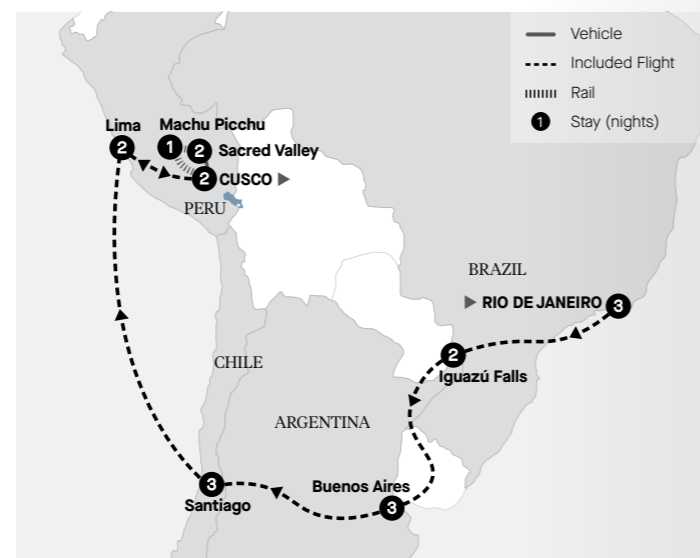 Vehicle
Included Flight
Rail
1 Stay (nights)
Lima
Machu Picchu
2
1
2
Sacred Valley
2
CUSCO
PERU
BRAZIL
RIO DE JANEIRO
3
2
Iguazú Falls
CHILE
ARGENTINA
3
Santiago
Buenos Aires
3